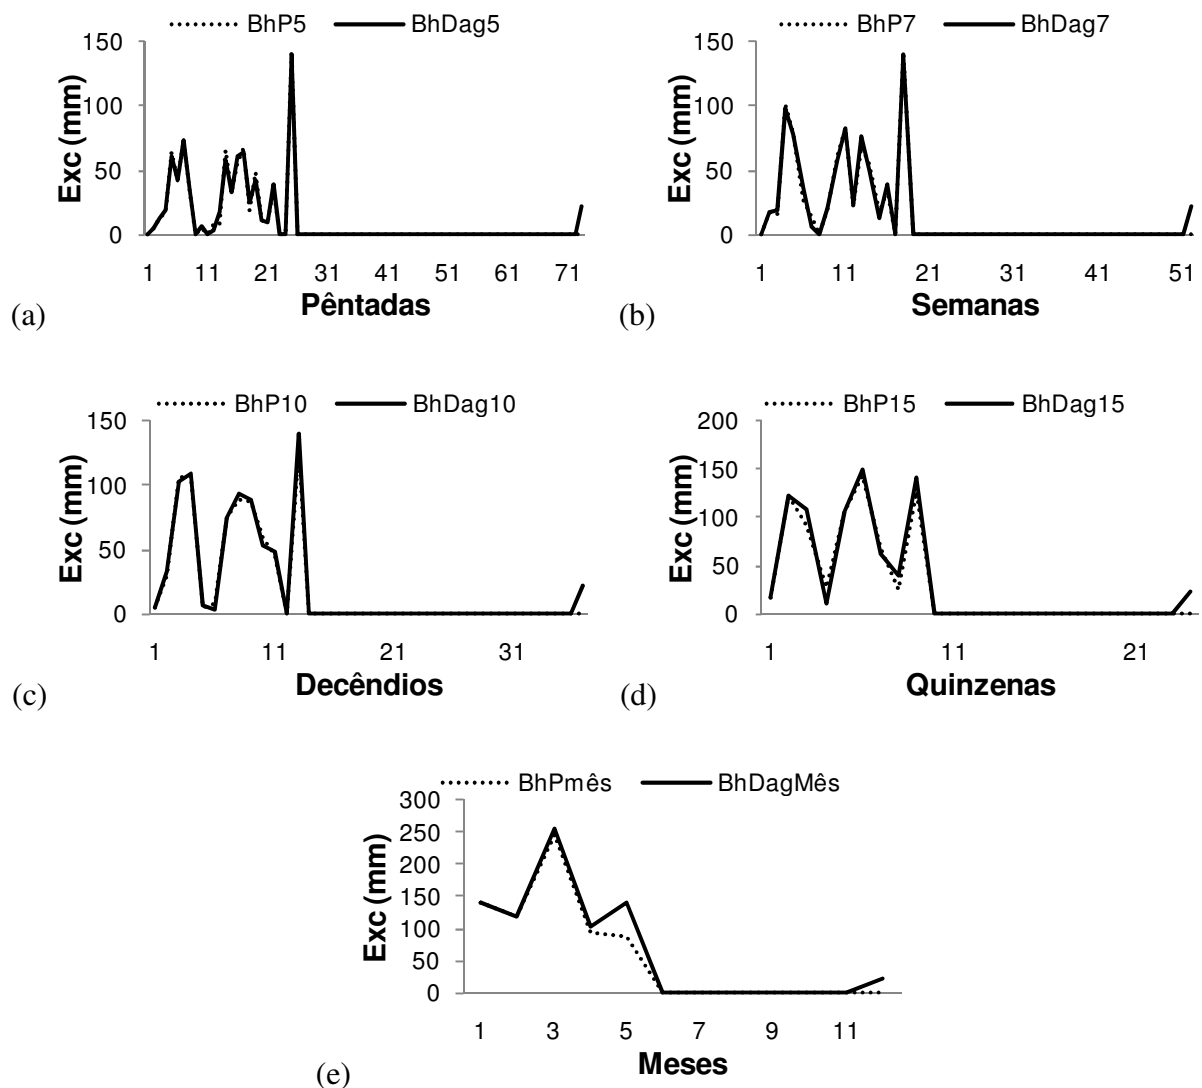 BhP5 BhDag5
150
100
50
0
Exc (mm)
1 11 21 31 41 51 61 71
Pêntadas
(a)
BhP7 BhDag7
150
100
50
0
Exc (mm)
1 11 21 31 41 51
Semanas
(b)
BhP10 BhDag10
150
100
50
0
Exc (mm)
1 11 21 31
Decêndios
(c)
BhP15 BhDag15
200
150
100
50
0
Exc (mm)
1 11 21
Quinzenas
(d)
BhPmês BhDagMês
300
250
200
150
100
50
0
Exc (mm)
1 3 5 7 9 11
Meses
(e)